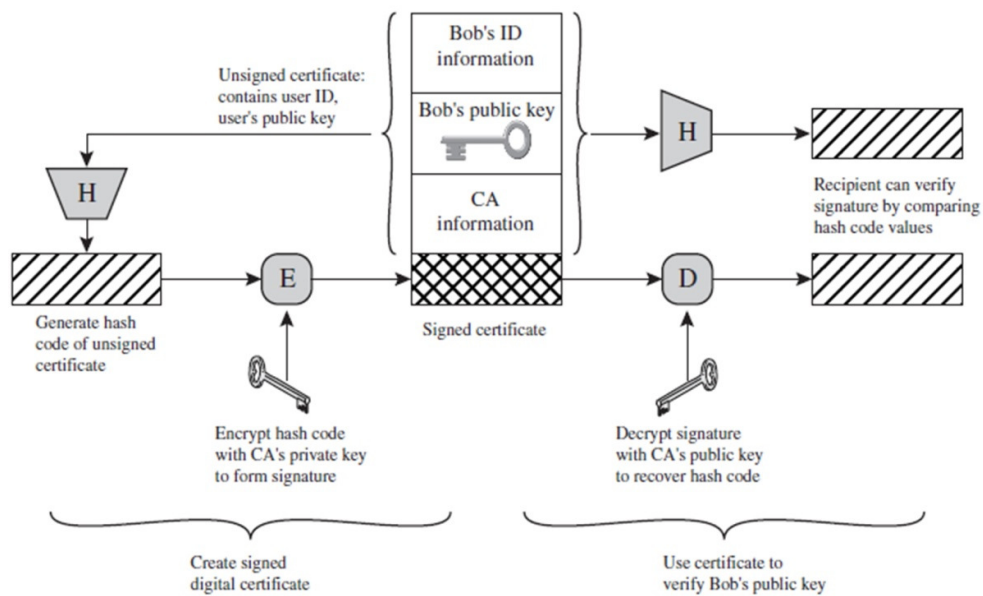 Bob's ID
information
Unsigned certificate:
contains user ID,
user's public key
Bob's public key
H
H
CA
information
Recipient can verify
signature by comparing
hash code values
E
D
Generate hash
code of unsigned
certificate
Signed certificate
Encrypt hash code
with CA's private key
to form signature
Decrypt signature
with CA's public key
to recover hash code
Create signed
digital certificate
Use certificate to
verify Bob's public key